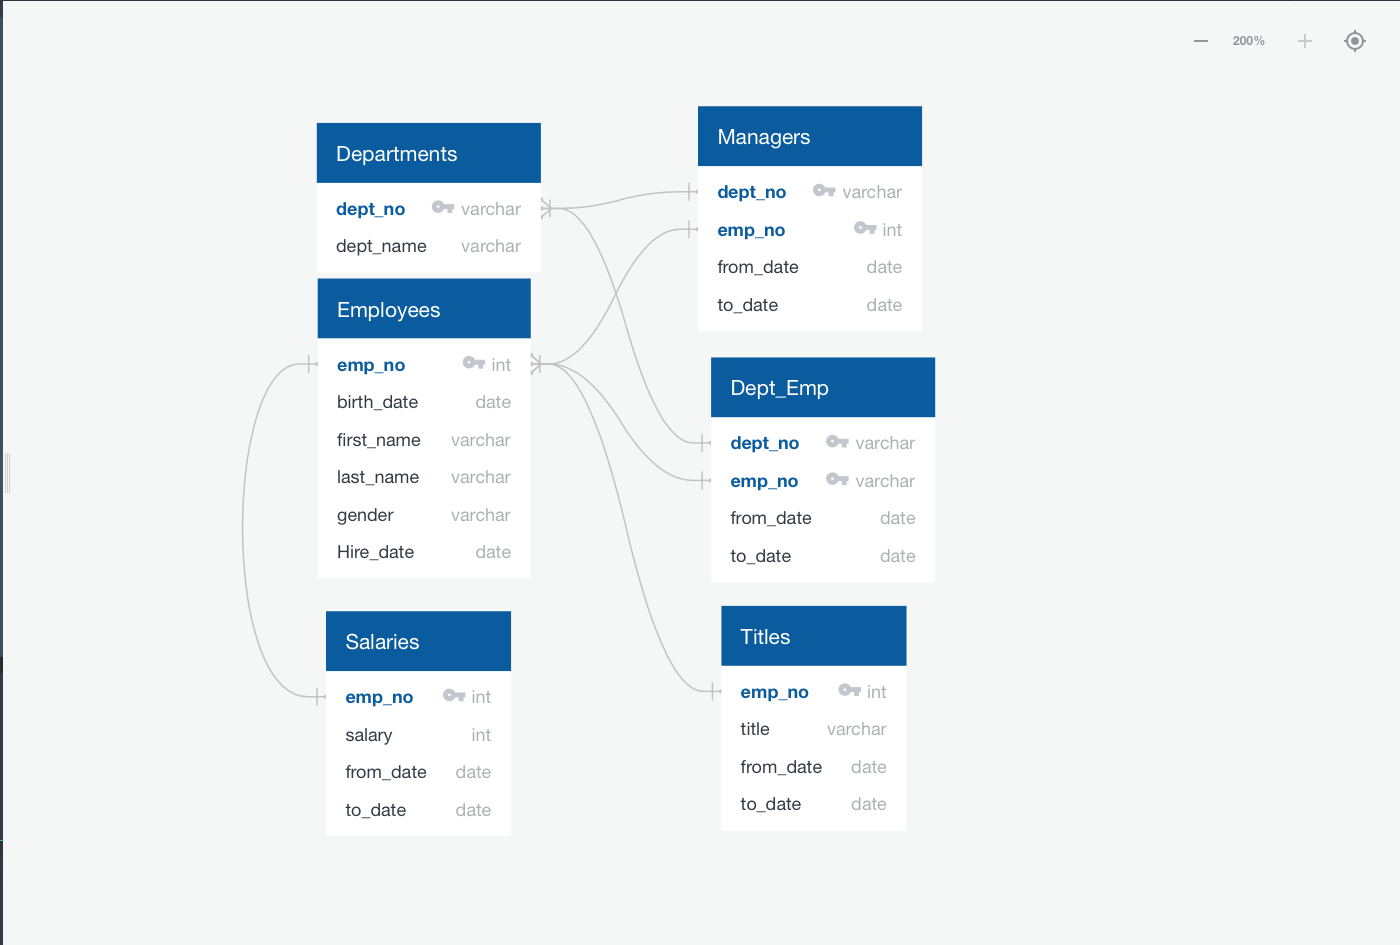 200%
Departments
dept_no varchar
dept_name varchar
Employees
emp_no int
birth_date date
first_name varchar
last_name varchar
gender varchar
Hire_date date
Salaries
emp_no int
salary int
from_date date
to_date date
Managers
dept_no varchar
emp_no int
from_date date
to_date date
Dept_Emp
dept_no varchar
emp_no varchar
from_date date
to_date date
Titles
emp_no int
title varchar
from_date date
to_date date